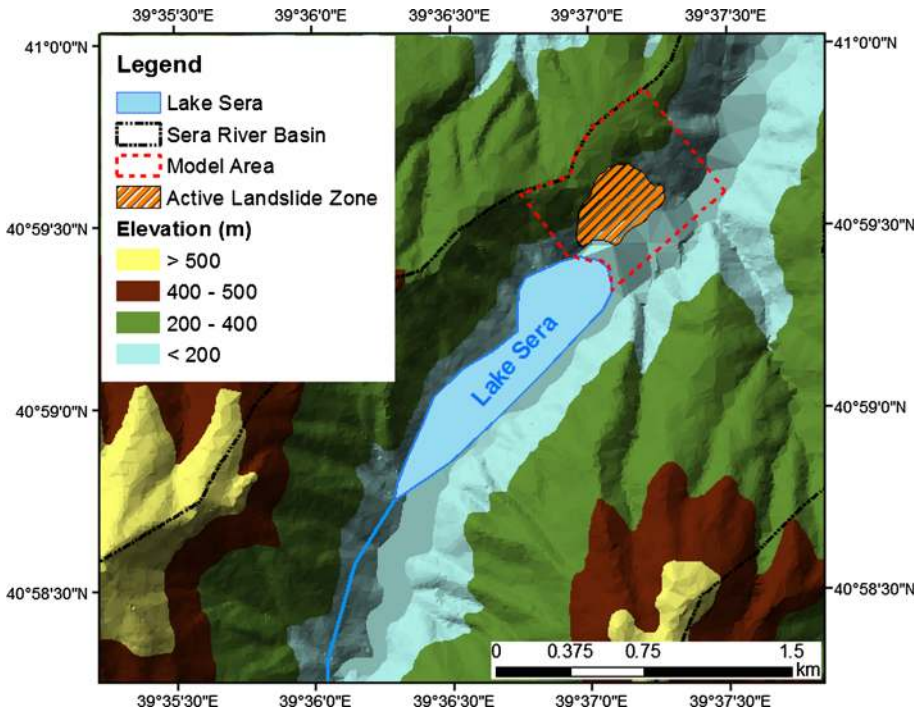 39°35'30"E 39°36'0"E 39°36'30"E 39°37'0"E 39°37'30"E
41°0'0"N 41°0'0"N
Legend
Lake Sera
Sera River Basin
Model Area
Active Landslide Zone
Elevation (m)
> 500
400 - 500
200 - 400
< 200
40°59'30"N 40°59'30"N
Lake Sera
40°59'0"N 40°59'0"N
40°58'30"N 40°58'30"N
0 0.375 0.75 1.5
km
39°35'5'E 39°36'0"E 39°36'5'E 39°37'0"E 39°37'5'E